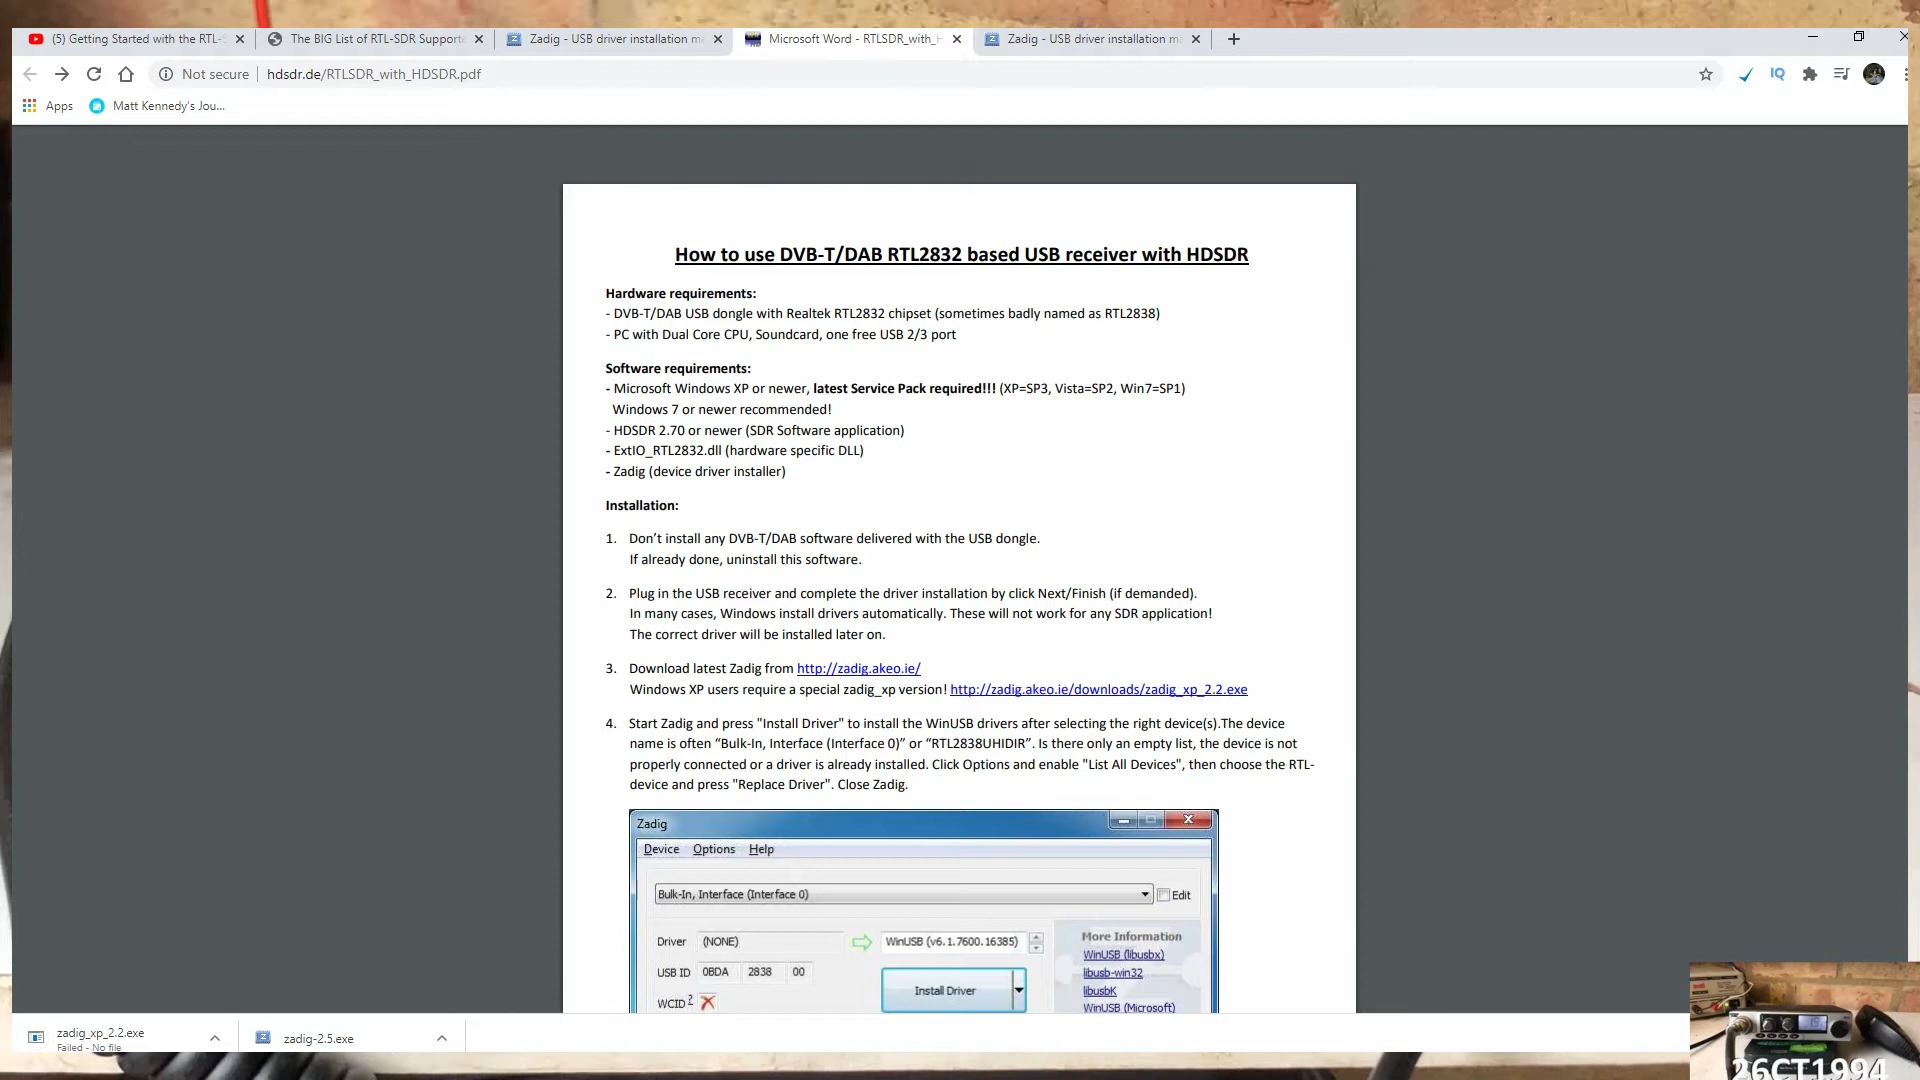 (5) Getting Started with the RTL-S
The BIG List of RTL-SDR Supporte
Zadig - USB driver installation ma
Microsoft Word - RTLSDR_with_H
Zadig - USB driver installation ma
Not secure
hdsdr.de/RTLSDR_with_HDSDR.pdf
IQ
Apps
Matt Kennedy's Jou...
How to use DVB-T/DAB RTL2832 based USB receiver with HDSDR
Hardware requirements:
- DVB-T/DAB USB dongle with Realtek RTL2832 chipset (sometimes badly named as RTL2838)
- PC with Dual Core CPU, Soundcard, one free USB 2/3 port
Software requirements:
- Microsoft Windows XP or newer, latest Service Pack required!!! (XP=SP3, Vista=SP2, Win7=SP1)
Windows 7 or newer recommended!
- HDSDR 2.70 or newer (SDR Software application)
- ExtIO_RTL2832.dll (hardware specific DLL)
- Zadig (device driver installer)
Installation:
1. Don't install any DVB-T/DAB software delivered with the USB dongle.
If already done, uninstall this software.
2. Plug in the USB receiver and complete the driver installation by click Next/Finish (if demanded).
In many cases, Windows install drivers automatically. These will not work for any SDR application!
The correct driver will be installed later on.
3. Download latest Zadig from http://zadig.akeo.ie/
Windows XP users require a special zadig_xp version! http://zadig.akeo.ie/downloads/zadig_xp_2.2.exe
4. Start Zadig and press "Install Driver" to install the WinUSB drivers after selecting the right device(s).The device
name is often “Bulk-In, Interface (Interface 0)” or “RTL2838UHIDIR”. Is there only an empty list, the device is not
properly connected or a driver is already installed. Click Options and enable "List All Devices", then choose the RTL-
device and press "Replace Driver". Close Zadig.
Zadig
Device Options Help
Bulk-In, Interface (Interface 0)
Edit
Driver (NONE)
WinUSB (v6.1.7600.16385)
USB ID 0BDA 2838 00
WCID ?
Install Driver
More Information
WinUSB (libusbx)
libusb-win32
libusbK
WinUSB (Microsoft)
zadig_xp_2.2.exe
Failed - No file
zadig-2.5.exe
26CT1994